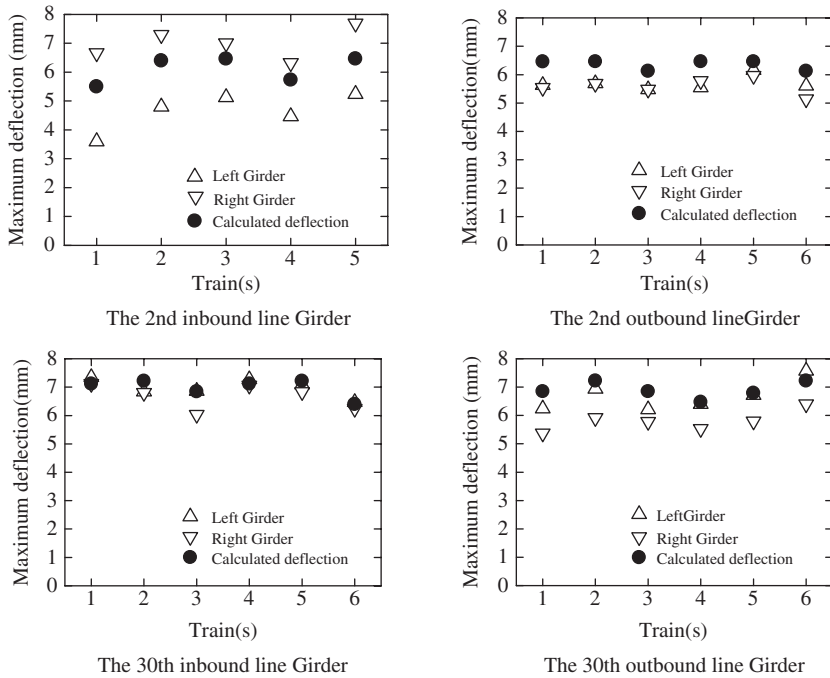 Maximum deflection (mm)
8
7
6
5
4
3
2
1
0
Left Girder
Right Girder
Calculated deflection
1 2 3 4 5
Train(s)
The 2nd inbound line Girder
Maximum deflection(mm)
8
7
6
5
4
3
2
1
0
Left Girder
Right Girder
Calculated deflection
1 2 3 4 5 6
Train(s)
The 2nd outbound lineGirder
Maximum deflection(mm)
8
7
6
5
4
3
2
1
0
Left Girder
Right Girder
Calculated deflection
1 2 3 4 5 6
Train(s)
The 30th inbound line Girder
Maximum deflection (mm)
8
7
6
5
4
3
2
1
0
LeftGirder
Right Girder
Calculated deflection
1 2 3 4 5 6
Train(s)
The 30th outbound line Girder